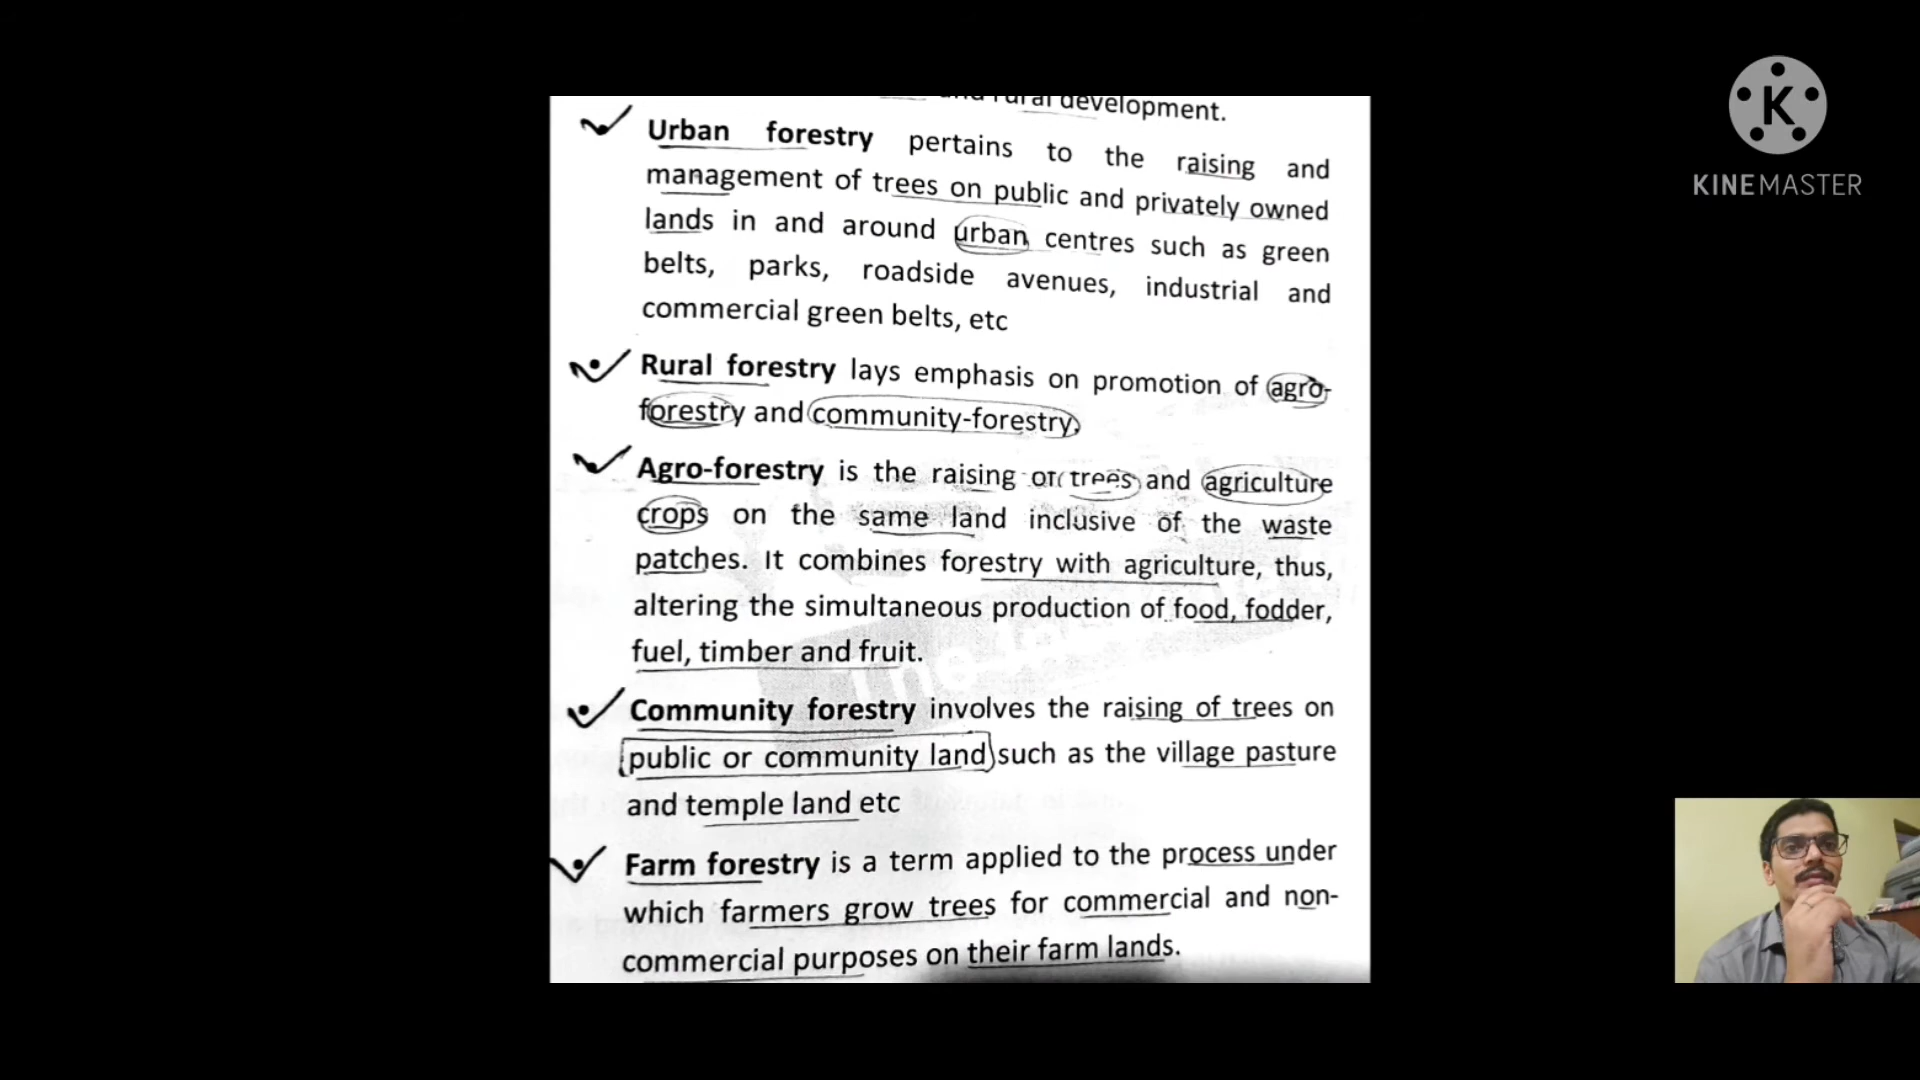 and rural development.
Urban forestry pertains to the raising and
management of trees on public and privately owned
lands in and around urban centres such as green
belts, parks, roadside avenues, industrial and
commercial green belts, etc
Rural forestry lays emphasis on promotion of agro-
forestry and community-forestry.
Agro-forestry is the raising of trees and agriculture
crops on the same land inclusive of the waste
patches. It combines forestry with agriculture, thus,
altering the simultaneous production of food, fodder,
fuel, timber and fruit.
Community forestry involves the raising of trees on
public or community land such as the village pasture
and temple land etc
Farm forestry is a term applied to the process under
which farmers grow trees for commercial and non-
commercial purposes on their farm lands.
K
KINEMASTER